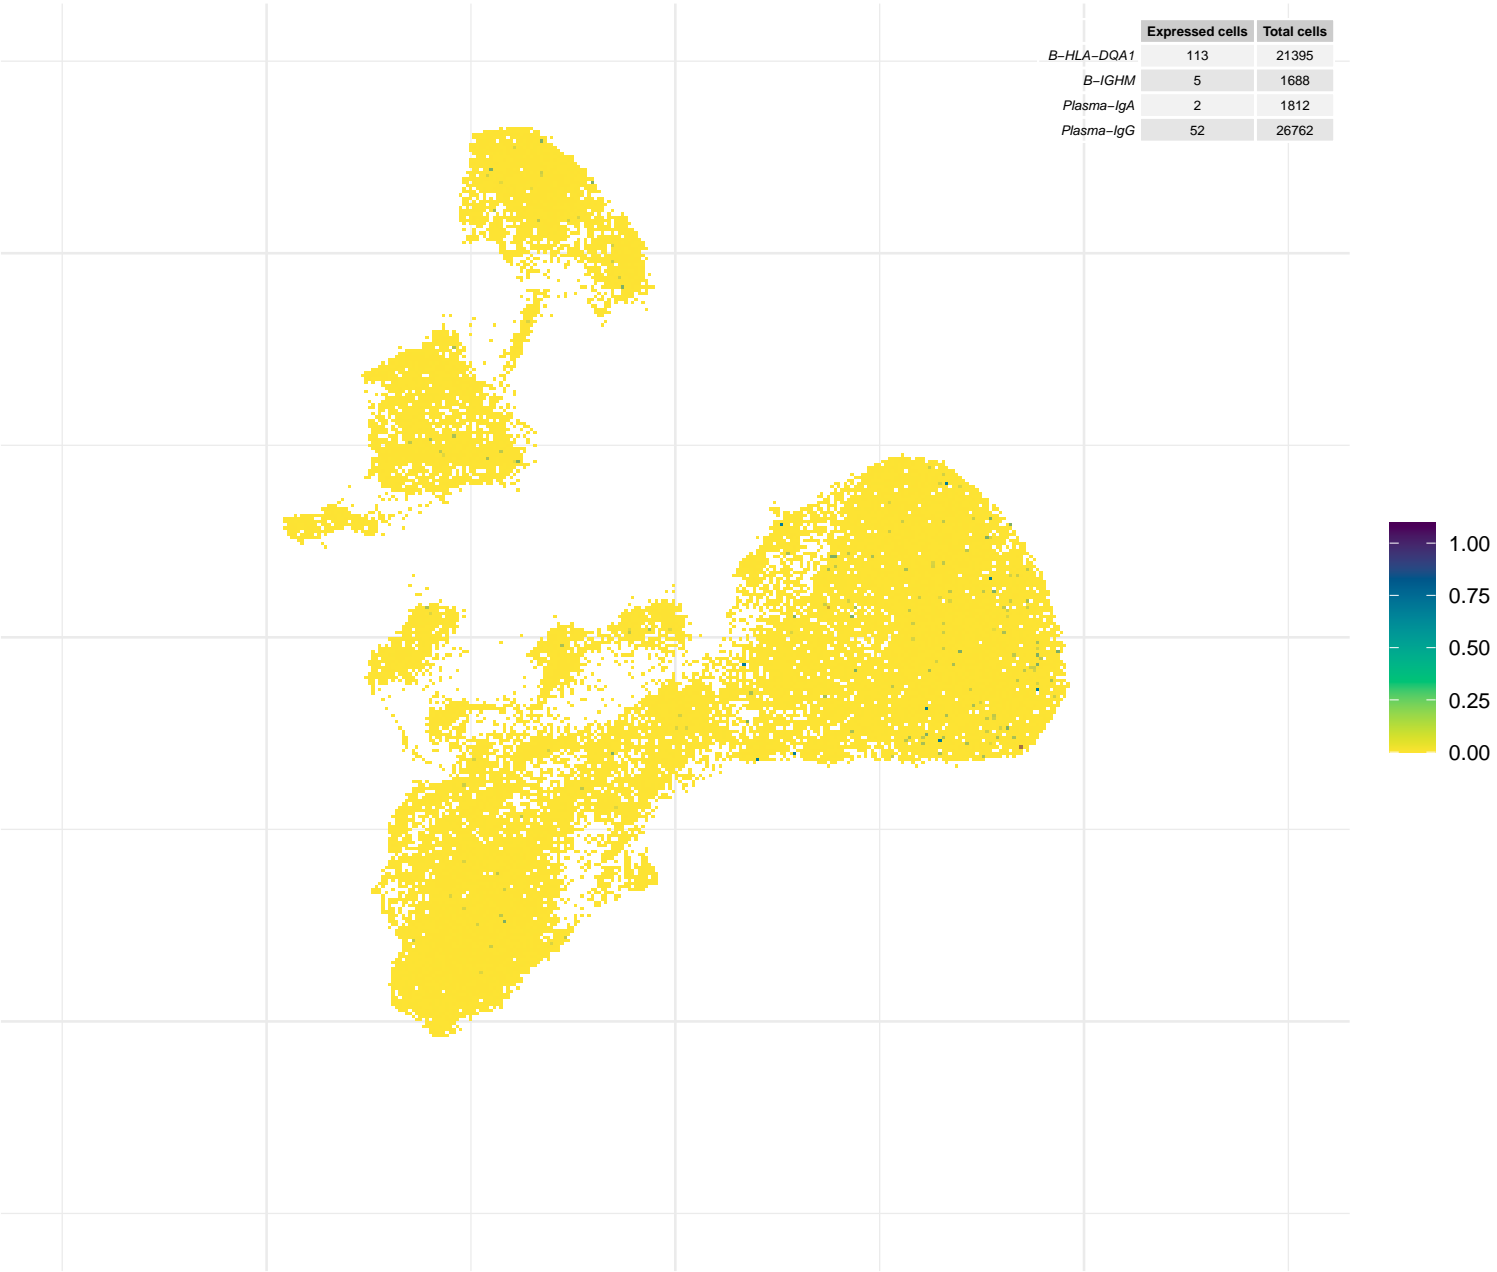 Expressed cells Total cells
B−HLA−DQA1 113 21395
B−IGHM 5 1688
Plasma−IgA 2 1812
Plasma−IgG 52 26762
1.00
0.75
0.50
0.25
0.00